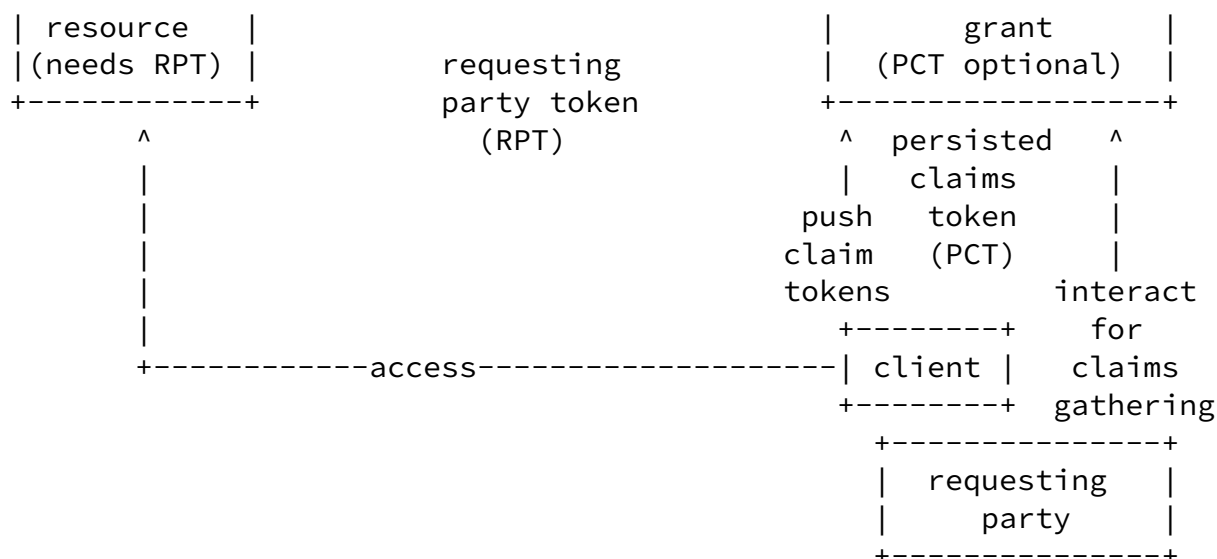 | resource   |                                |       grant        |
|(needs RPT) |          requesting           |  (PCT optional)  |
+------------+          party token          +------------------+
       ^                  (RPT)               ^  persisted   ^
       |                                       |   claims     |
       |                                     push   token     |
       |                                    claim   (PCT)     |
       |                                    tokens         interact
       |                                       +--------+    for
       +------------access--------------------| client |   claims
                                               +--------+  gathering
                                                 +---------------+
                                                 |  requesting   |
                                                 |     party     |
                                                 +---------------+